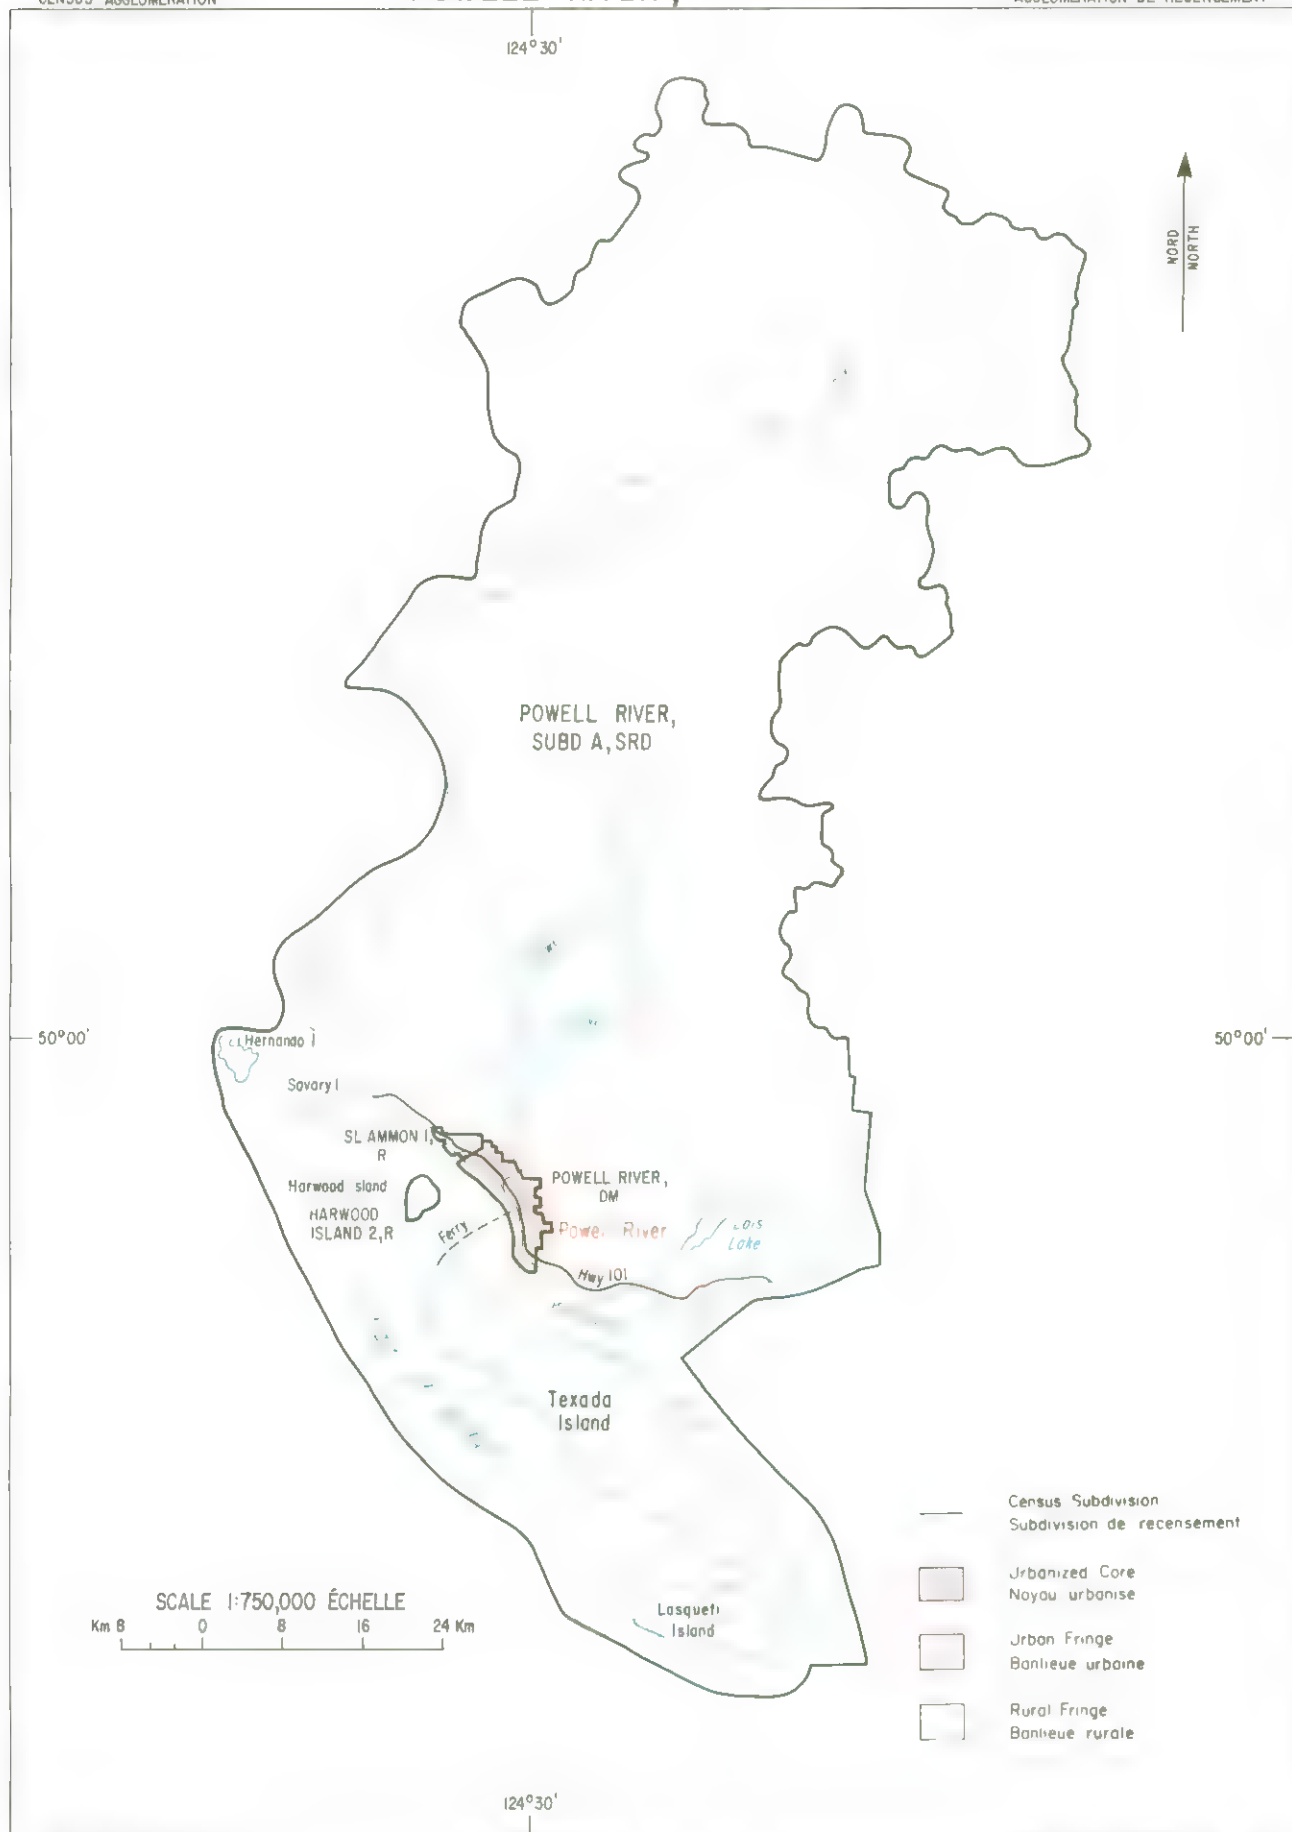 124°30'
NORD
NORTH
POWELL RIVER,
SUBD A, SRD
50°00'
50°00'
Hernando I
Savary I
SLIAMMON 1,
R
Harwood Island
HARWOOD
ISLAND 2, R
POWELL RIVER,
DM
Powell River
Lois
Lake
Ferry
Hwy 101
Texada
Island
Lasqueti
Island
SCALE 1:750,000 ÉCHELLE
Km 8 0 8 16 24 Km
Census Subdivision
Subdivision de recensement
Urbanized Core
Noyau urbanise
Urban Fringe
Banlieue urbaine
Rural Fringe
Banlieue rurale
124°30'